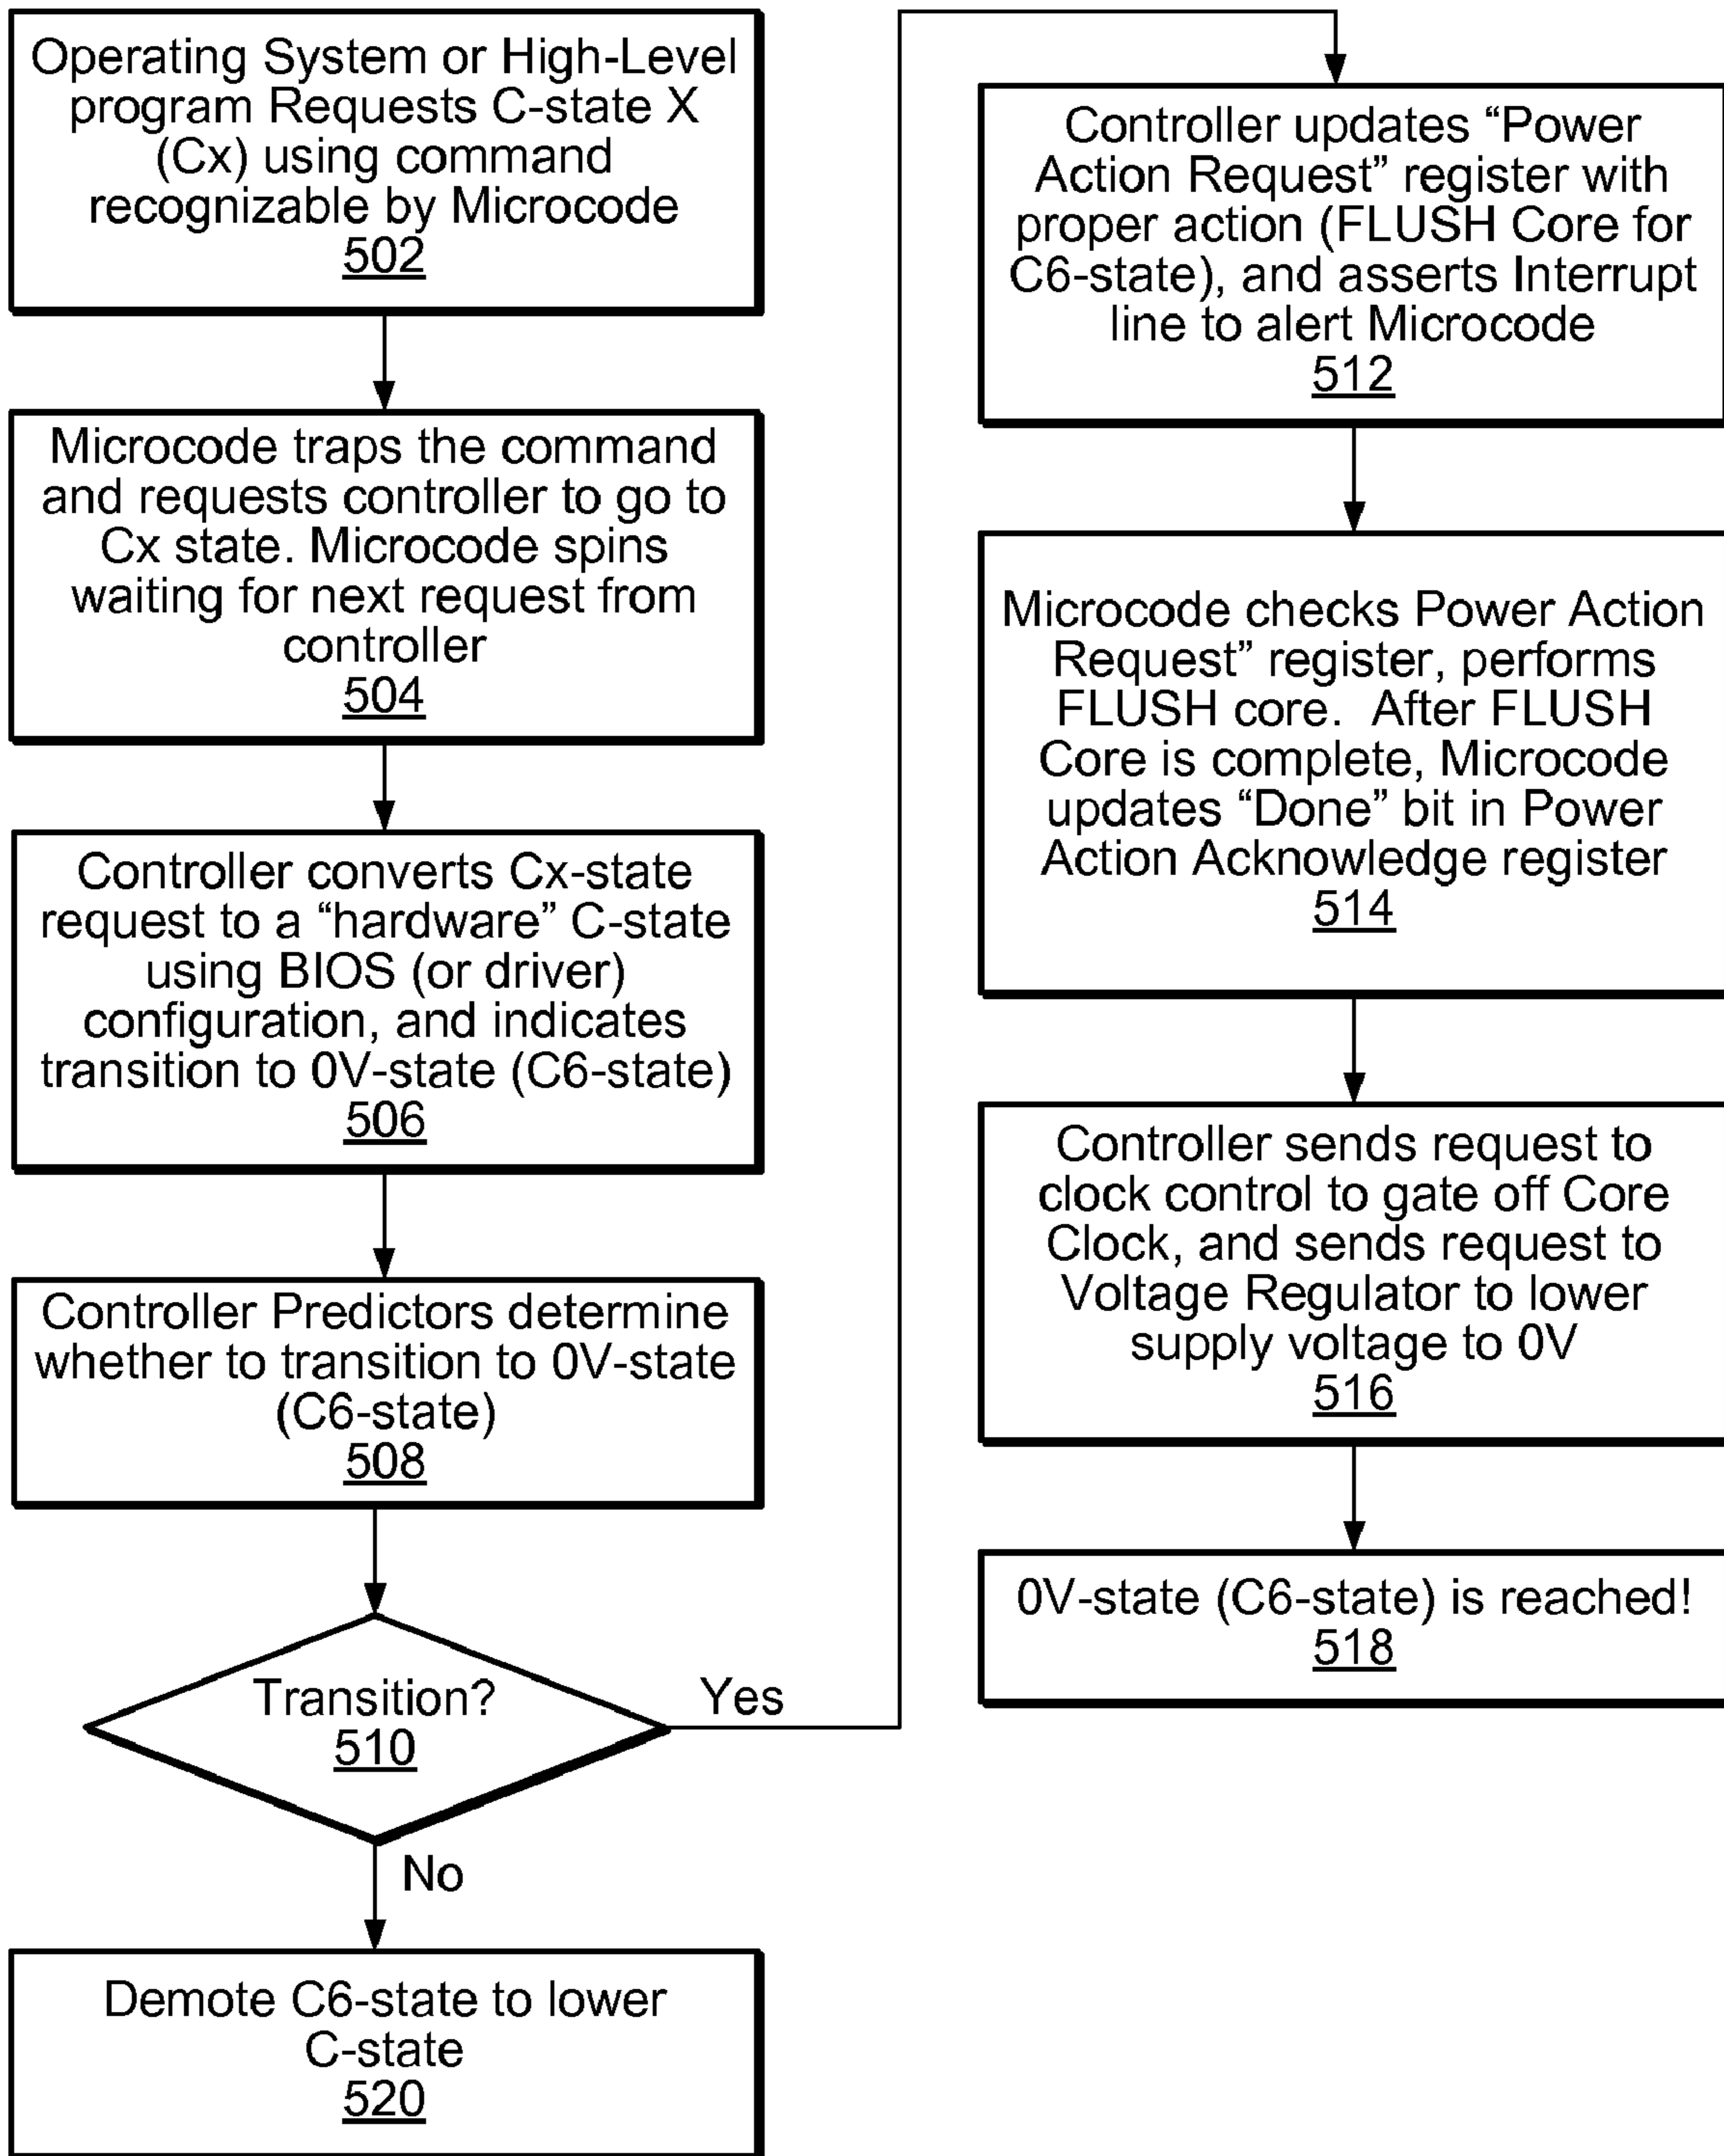 Operating System or High-Level
program Requests C-state X
(Cx) using command
recognizable by Microcode
502
Microcode traps the command
and requests controller to go to
Cx state. Microcode spins
waiting for next request from
controller
504
Controller converts Cx-state
request to a “hardware” C-state
using BIOS (or driver)
configuration, and indicates
transition to 0V-state (C6-state)
506
Controller Predictors determine
whether to transition to 0V-state
(C6-state)
508
Transition?
510
Yes
No
Demote C6-state to lower
C-state
520
Controller updates “Power
Action Request” register with
proper action (FLUSH Core for
C6-state), and asserts Interrupt
line to alert Microcode
512
Microcode checks Power Action
Request” register, performs
FLUSH core. After FLUSH
Core is complete, Microcode
updates “Done” bit in Power
Action Acknowledge register
514
Controller sends request to
clock control to gate off Core
Clock, and sends request to
Voltage Regulator to lower
supply voltage to 0V
516
0V-state (C6-state) is reached!
518